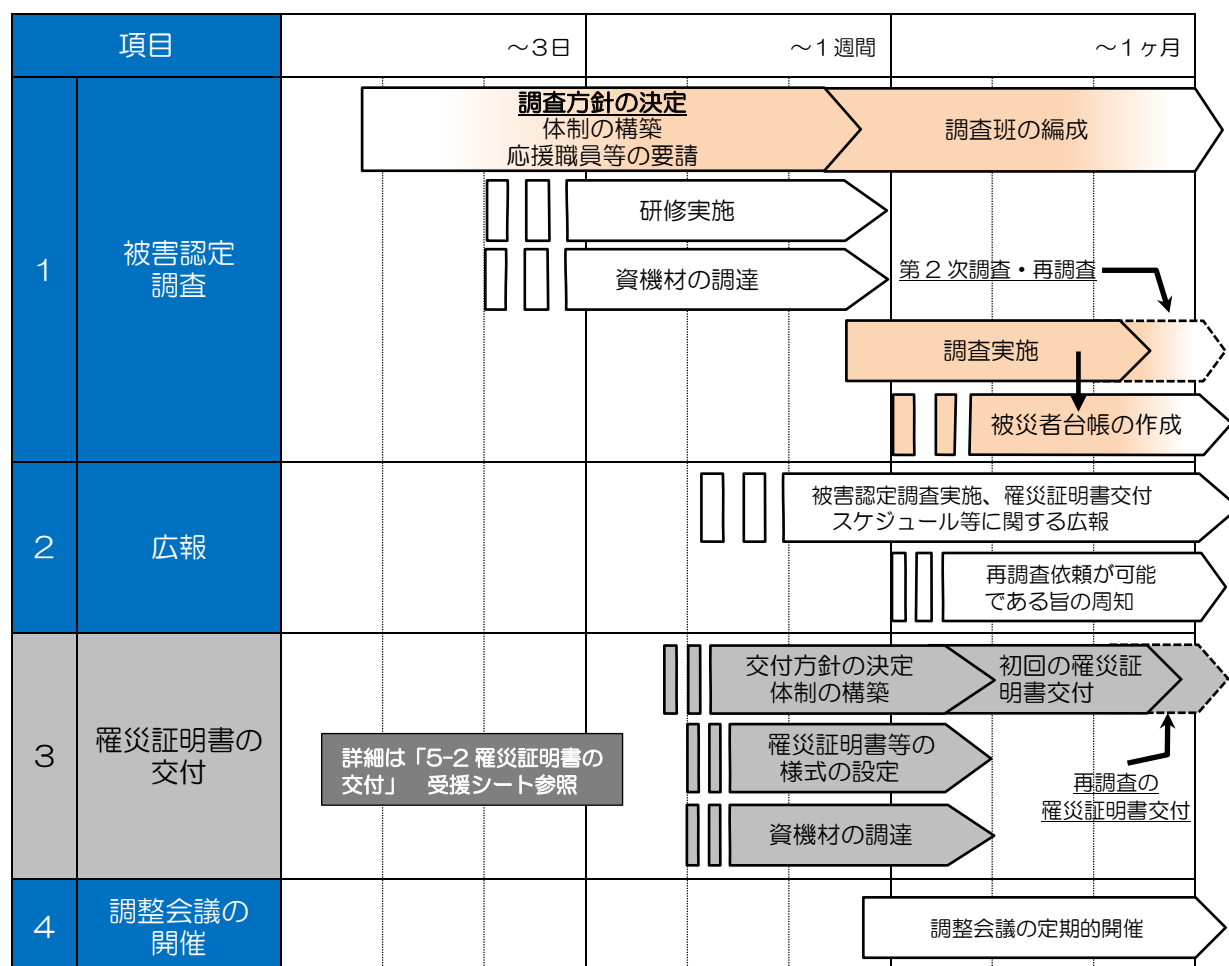 項目
～3日
～1週間
～1ヶ月
1
被害認定
調査
調査方針の決定
体制の構築
応援職員等の要請
調査班の編成
研修実施
資機材の調達
第2次調査・再調査
調査実施
被災者台帳の作成
2
広報
被害認定調査実施、罹災証明書交付
スケジュール等に関する広報
再調査依頼が可能
である旨の周知
3
罹災証明書の
交付
詳細は「5-2 罹災証明書の
交付」　受援シート参照
交付方針の決定
体制の構築
初回の罹災証
明書交付
罹災証明書等の
様式の設定
資機材の調達
再調査の
罹災証明書交付
4
調整会議の
開催
調整会議の定期的開催